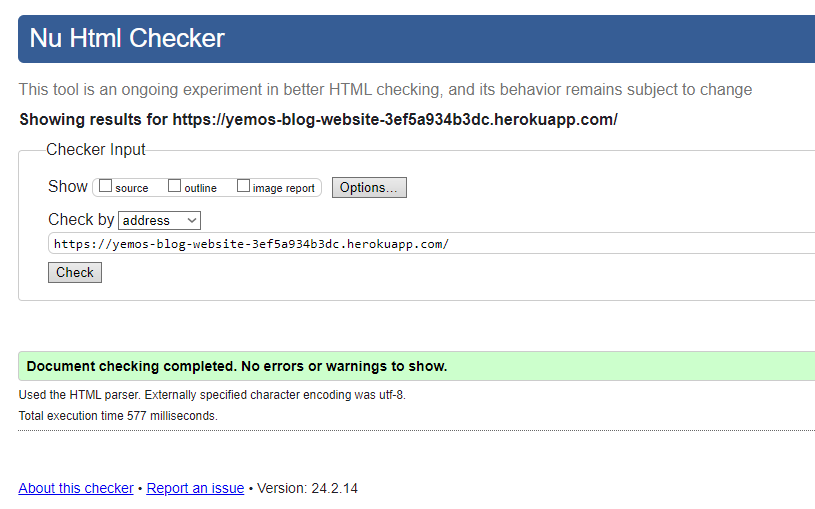 Nu Html Checker
This tool is an ongoing experiment in better HTML checking, and its behavior remains subject to change
Showing results for https://yemos-blog-website-3ef5a934b3dc.herokuapp.com/
Checker Input
Show source outline image report Options...
Check by address
https://yemos-blog-website-3ef5a934b3dc.herokuapp.com/
Check
Document checking completed. No errors or warnings to show.
Used the HTML parser. Externally specified character encoding was utf-8.
Total execution time 577 milliseconds.
About this checker • Report an issue • Version: 24.2.14